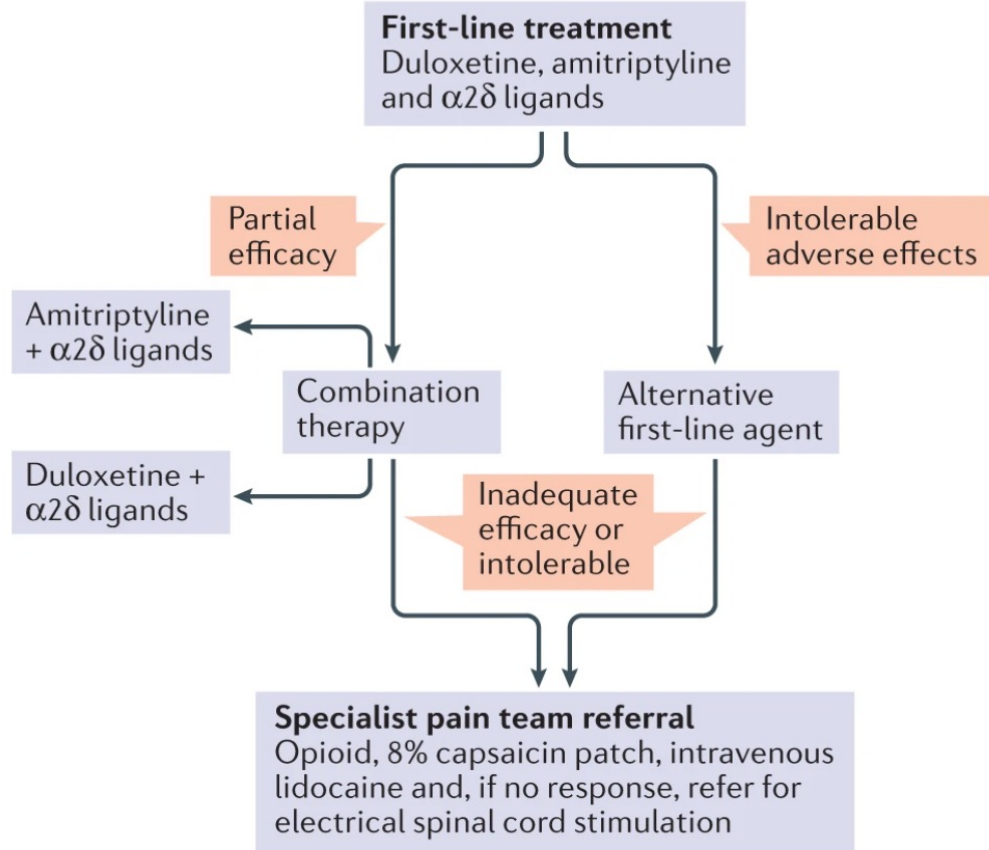 First-line treatment
Duloxetine, amitriptyline
and α2δ ligands
Partial
efficacy
Intolerable
adverse effects
Amitriptyline
+ α2δ ligands
Combination
therapy
Alternative
first-line agent
Duloxetine +
α2δ ligands
Inadequate
efficacy or
intolerable
Specialist pain team referral
Opioid, 8% capsaicin patch, intravenous
lidocaine and, if no response, refer for
electrical spinal cord stimulation